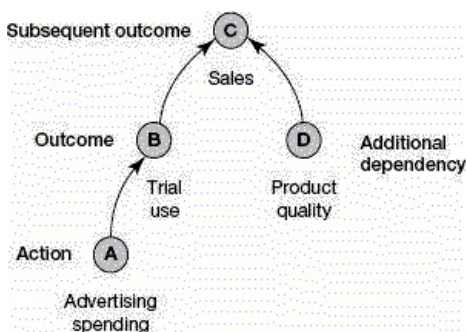 Subsequent outcome
C
Sales
Outcome
B
D
Additional
dependency
Trial
use
Product
quality
Action
A
Advertising
spending